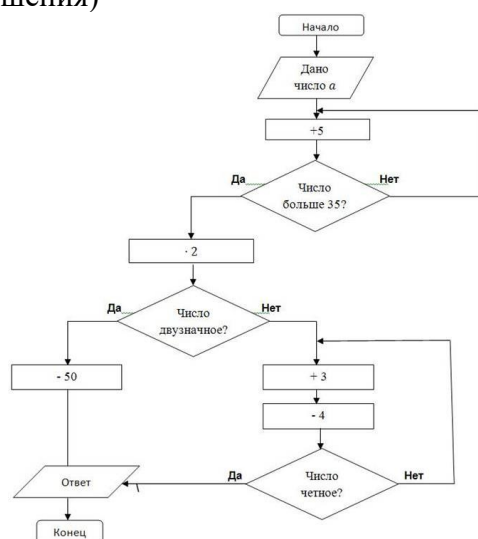 шения)
Начало
Дано
число a
+5
Да
Нет
Число
больше 35?
· 2
Да
Нет
Число
двузначное?
- 50
+ 3
- 4
Да
Нет
Число
четное?
Ответ
Конец